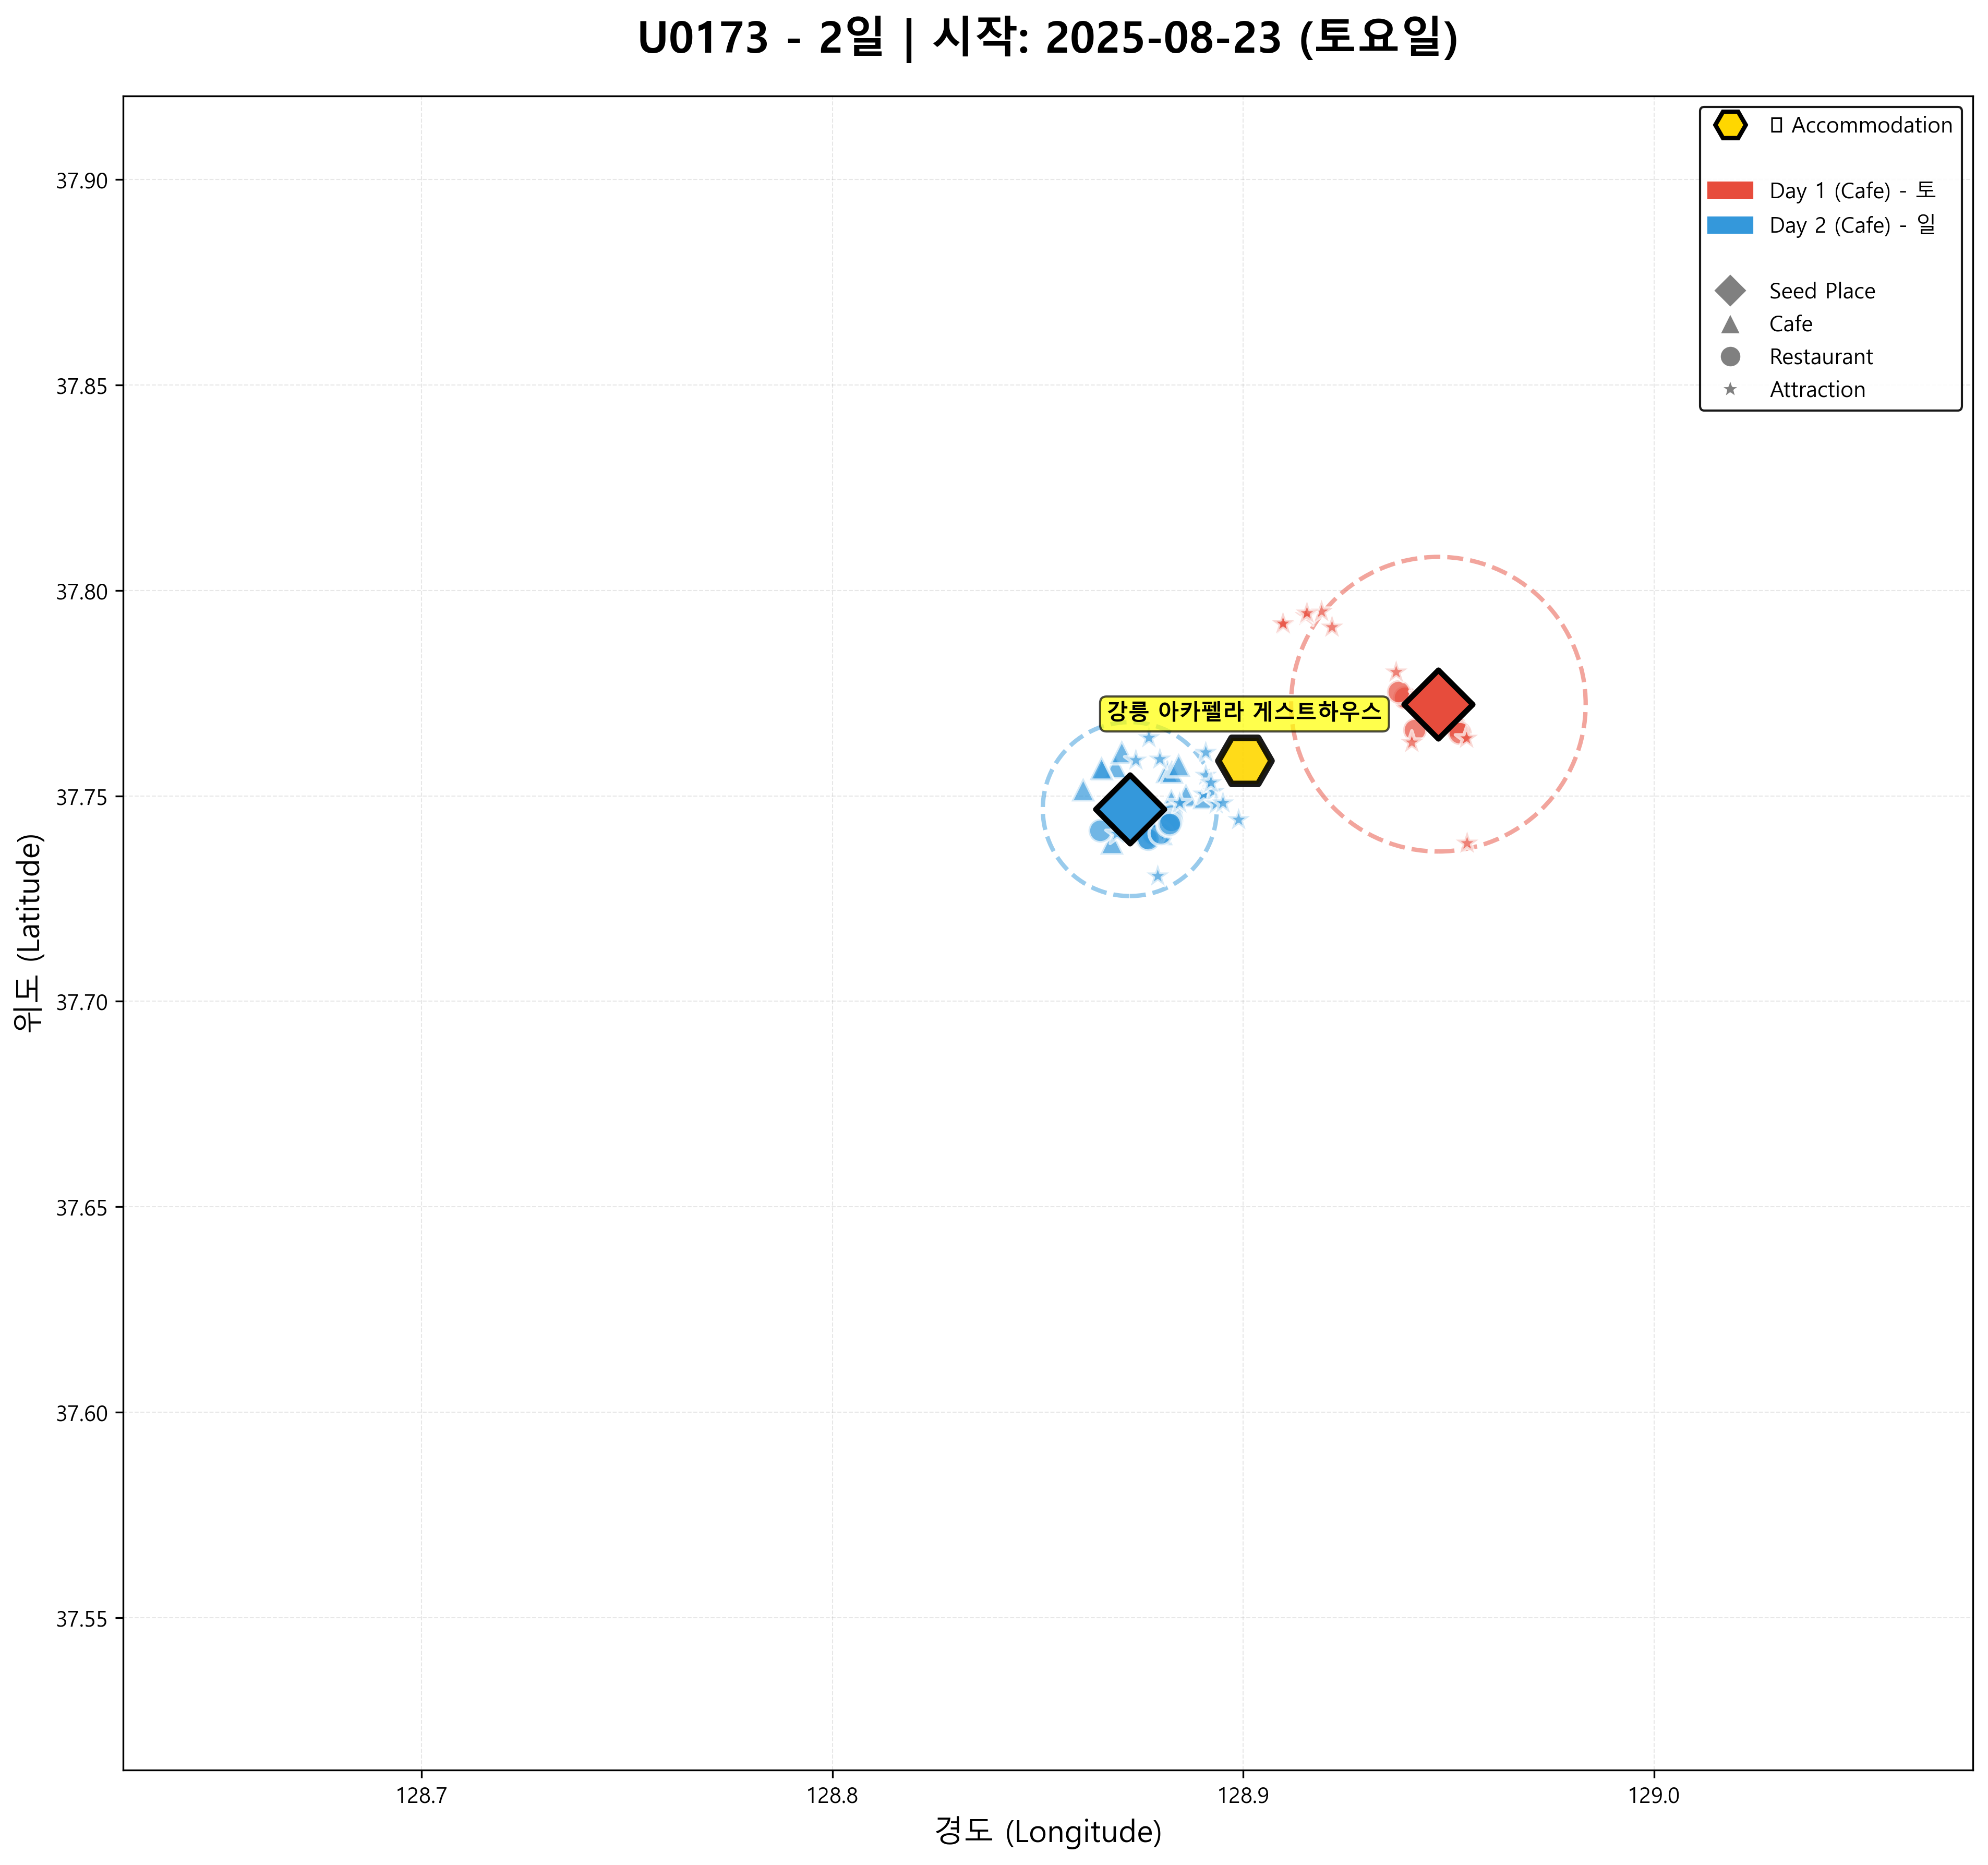 U0173 - 2일 | 시작: 2025-08-23 (토요일)
Accommodation
Day 1 (Cafe) - 토
Day 2 (Cafe) - 일
Seed Place
Cafe
Restaurant
Attraction
강릉 아카펠라 게스트하우스
37.90
37.85
37.80
37.75
37.70
37.65
37.60
37.55
위도 (Latitude)
128.7
128.8
128.9
129.0
경도 (Longitude)